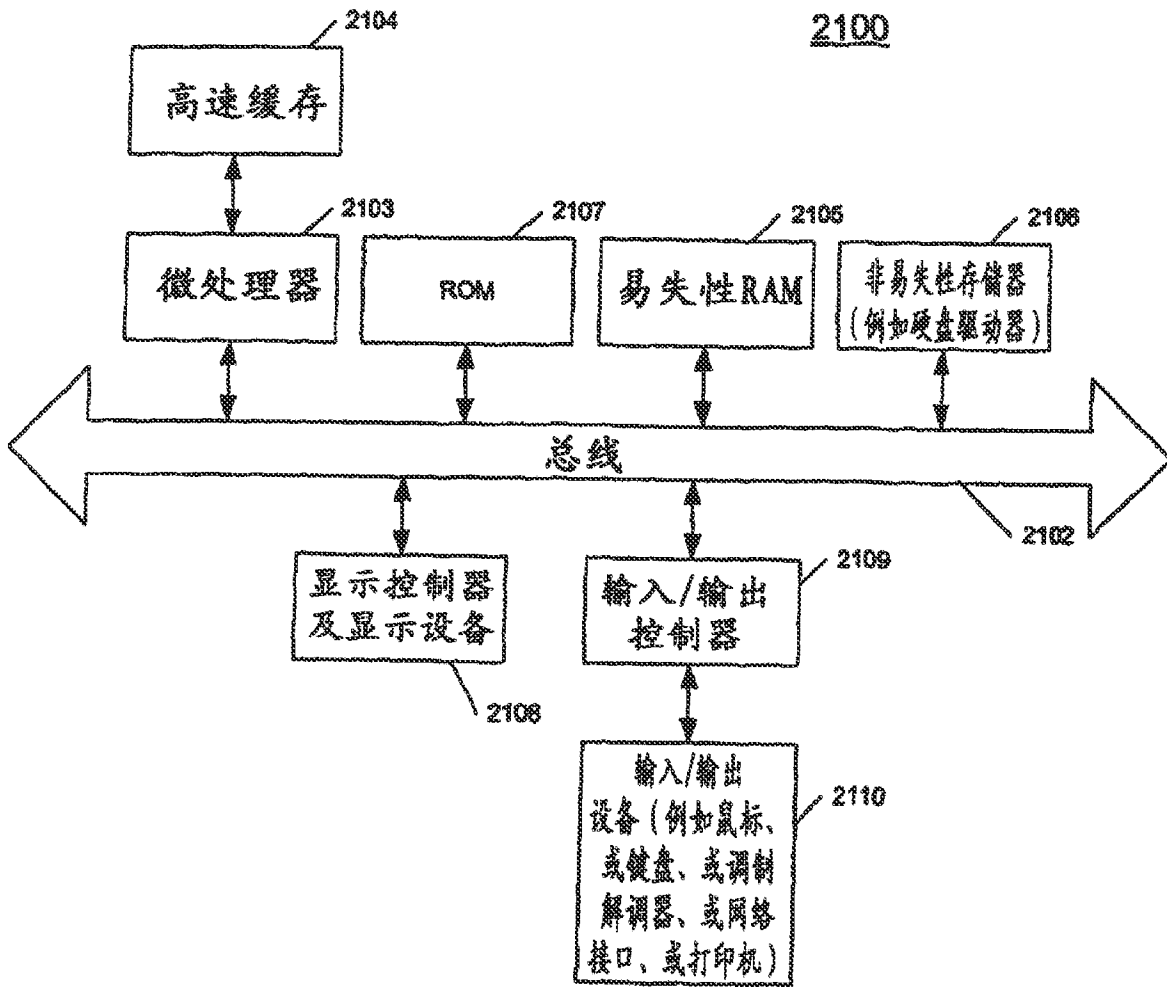 2104
2100
高速缓存
2103
2107
2105
2106
微处理器
ROM
易失性RAM
非易失性存储器
(例如硬盘驱动器)
总线
2102
显示控制器
及显示设备
2108
2109
输入/输出
控制器
输入/输出
设备(例如鼠标、
或键盘、或调制
解调器、或网络
接口、或打印机)
2110